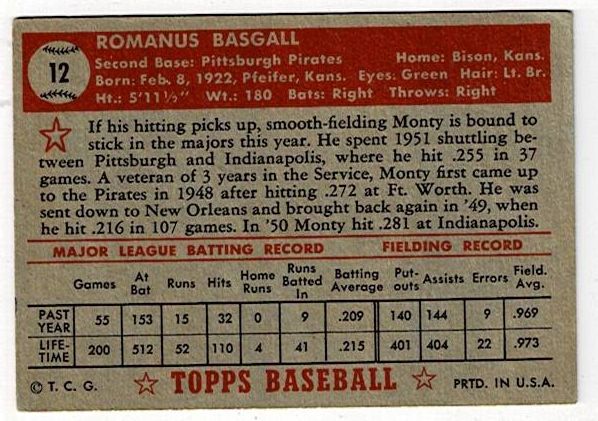 12
ROMANUS BASGALL
Second Base: Pittsburgh Pirates Home: Bison, Kans.
Born: Feb. 8, 1922, Pfeifer, Kans. Eyes: Green Hair: Lt. Br.
Ht.: 5'11½" Wt.: 180 Bats: Right Throws: Right
If his hitting picks up, smooth-fielding Monty is bound to
stick in the majors this year. He spent 1951 shuttling be-
tween Pittsburgh and Indianapolis, where he hit .255 in 37
games. A veteran of 3 years in the Service, Monty first came up
to the Pirates in 1948 after hitting .272 at Ft. Worth. He was
sent down to New Orleans and brought back again in '49, when
he hit .216 in 107 games. In '50 Monty hit .281 at Indianapolis.
MAJOR LEAGUE BATTING RECORD FIELDING RECORD
Games At Bat Runs Hits Home Runs Runs Batted In Batting Average Put-outs Assists Errors Field. Avg.
PAST YEAR 55 153 15 32 0 9 .209 140 144 9 .969
LIFE-TIME 200 512 52 110 4 41 .215 401 404 22 .973
© T. C. G. TOPPS BASEBALL PRTD. IN U.S.A.